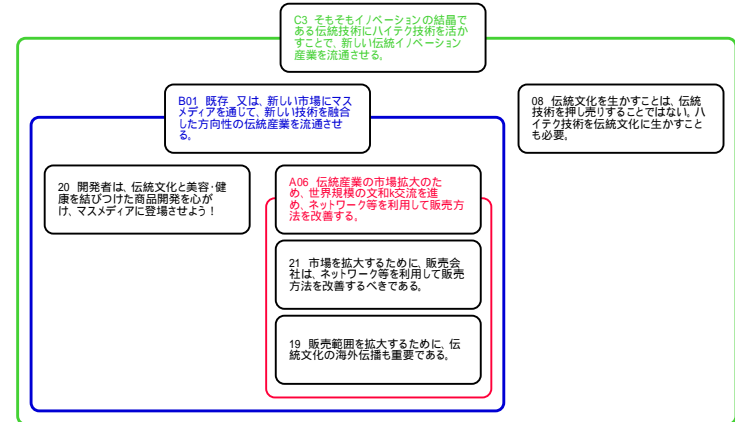 C3 そもそもイノベーションの結晶で
ある伝統技術にハイテク技術を活か
すことで、新しい伝統イノベーション
産業を流通させる。
B01 既存 又は、新しい市場にマス
メディアを通じて、新しい技術を融合
した方向性の伝統産業を流通させ
る。
08 伝統文化を生かすことは、伝統
技術を押し売りすることではない。ハ
イテク技術を伝統文化に生かすこと
も必要。
20 開発者は、伝統文化と美容・健
康を結びつけた商品開発を心が
け、マスメディアに登場させよう！
A06 伝統産業の市場拡大のた
め、世界規模の文和k交流を進
め、ネットワーク等を利用して販売方
法を改善する。
21 市場を拡大するために、販売会
社は、ネットワーク等を利用して販売
方法を改善するべきである。
19 販売範囲を拡大するために、伝
統文化の海外伝播も重要である。